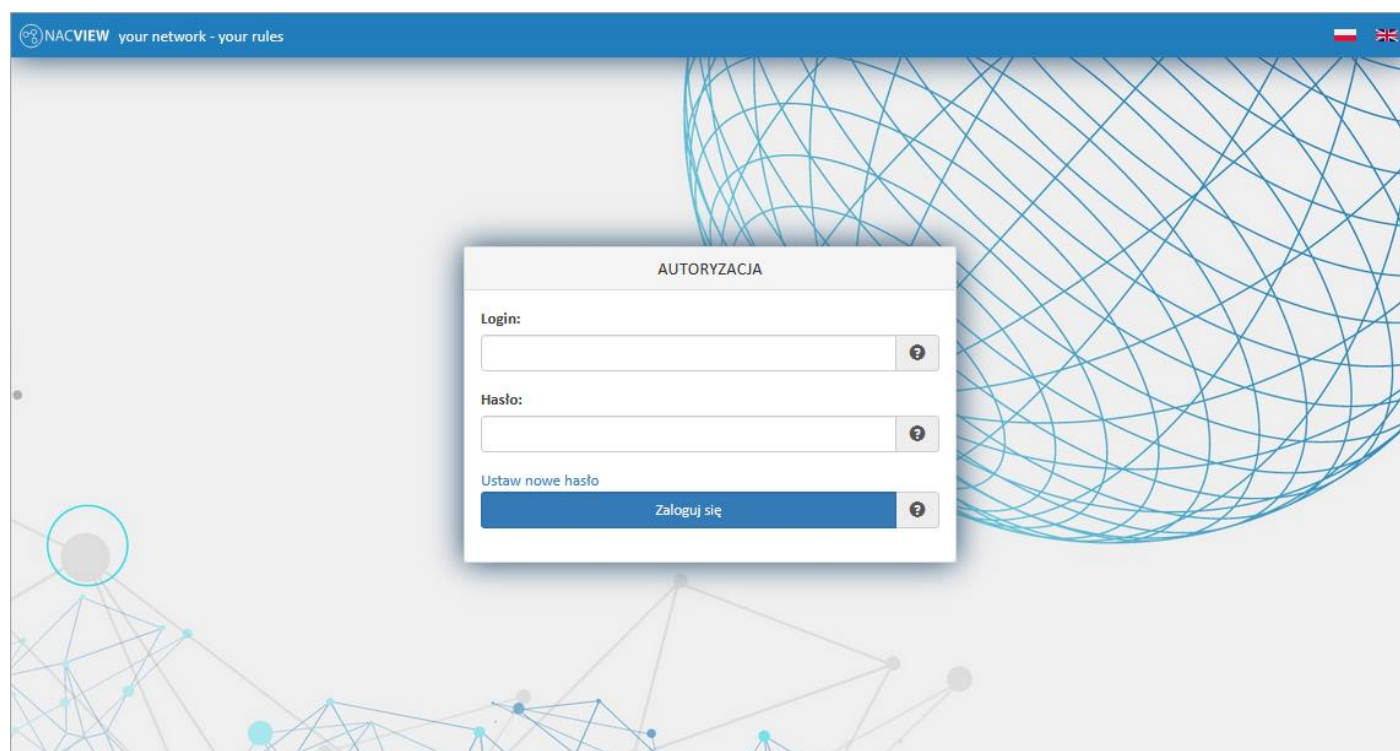 NACVIEW your network - your rules
AUTORYZACJA
Login:
Hasło:
Ustaw nowe hasło
Zaloguj się